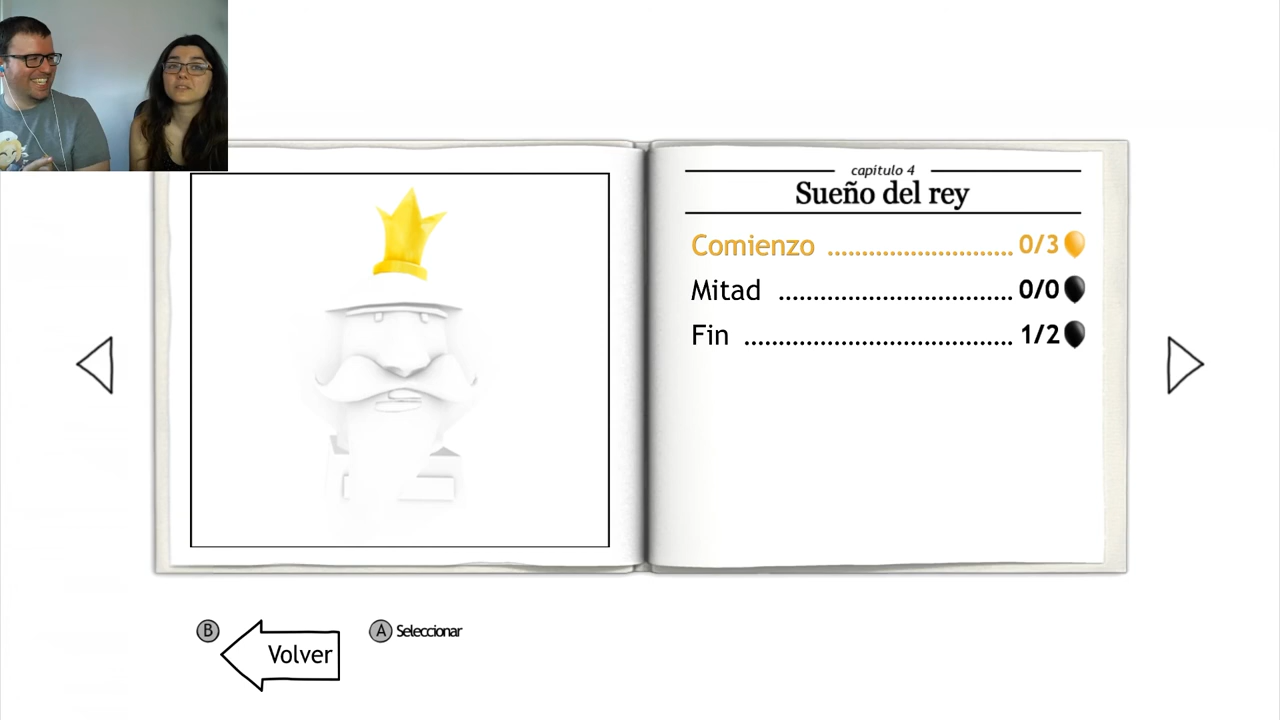 capítulo 4
Sueño del rey
Comienzo ........................... 0/3
Mitad .................................. 0/0
Fin ....................................... 1/2
B
Volver
A Seleccionar